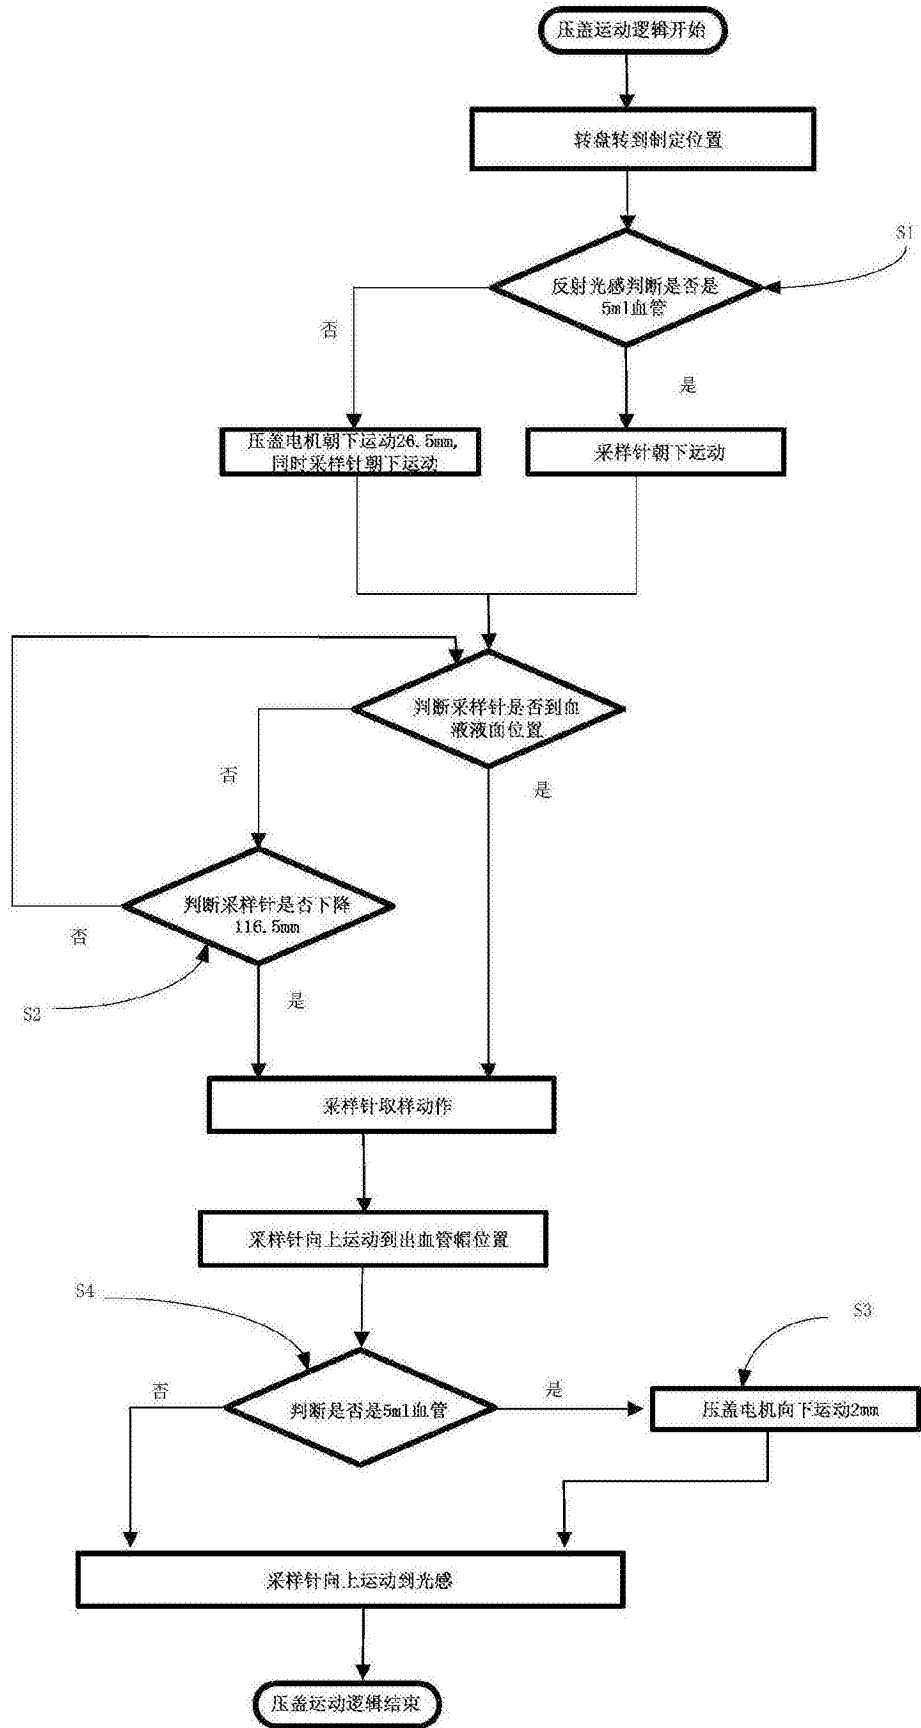 压盖运动逻辑开始
转盘转到制定位置
S1
反射光感判断是否是
5ml血管
否
是
压盖电机朝下运动26.5mm,
同时采样针朝下运动
采样针朝下运动
判断采样针是否到血
液液面位置
否
是
判断采样针是否下降
116.5mm
否
是
S2
采样针取样动作
采样针向上运动到出血管帽位置
S4
S3
否
是
判断是否是5ml血管
压盖电机向下运动2mm
采样针向上运动到光感
压盖运动逻辑结束